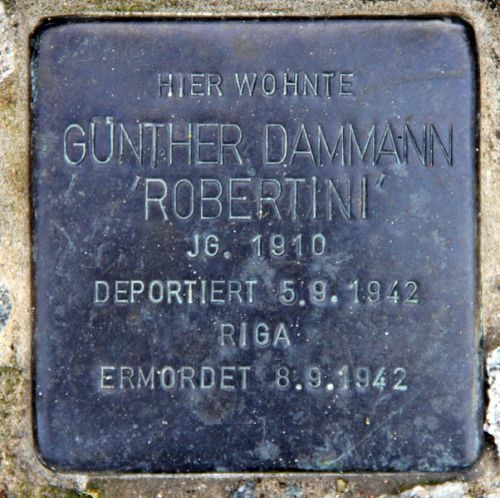 HIER WOHNTE
GÜNTHER DAMMANN
"ROBERTINI"
JG. 1910
DEPORTIERT 5.9.1942
RIGA
ERMORDET 8.9.1942